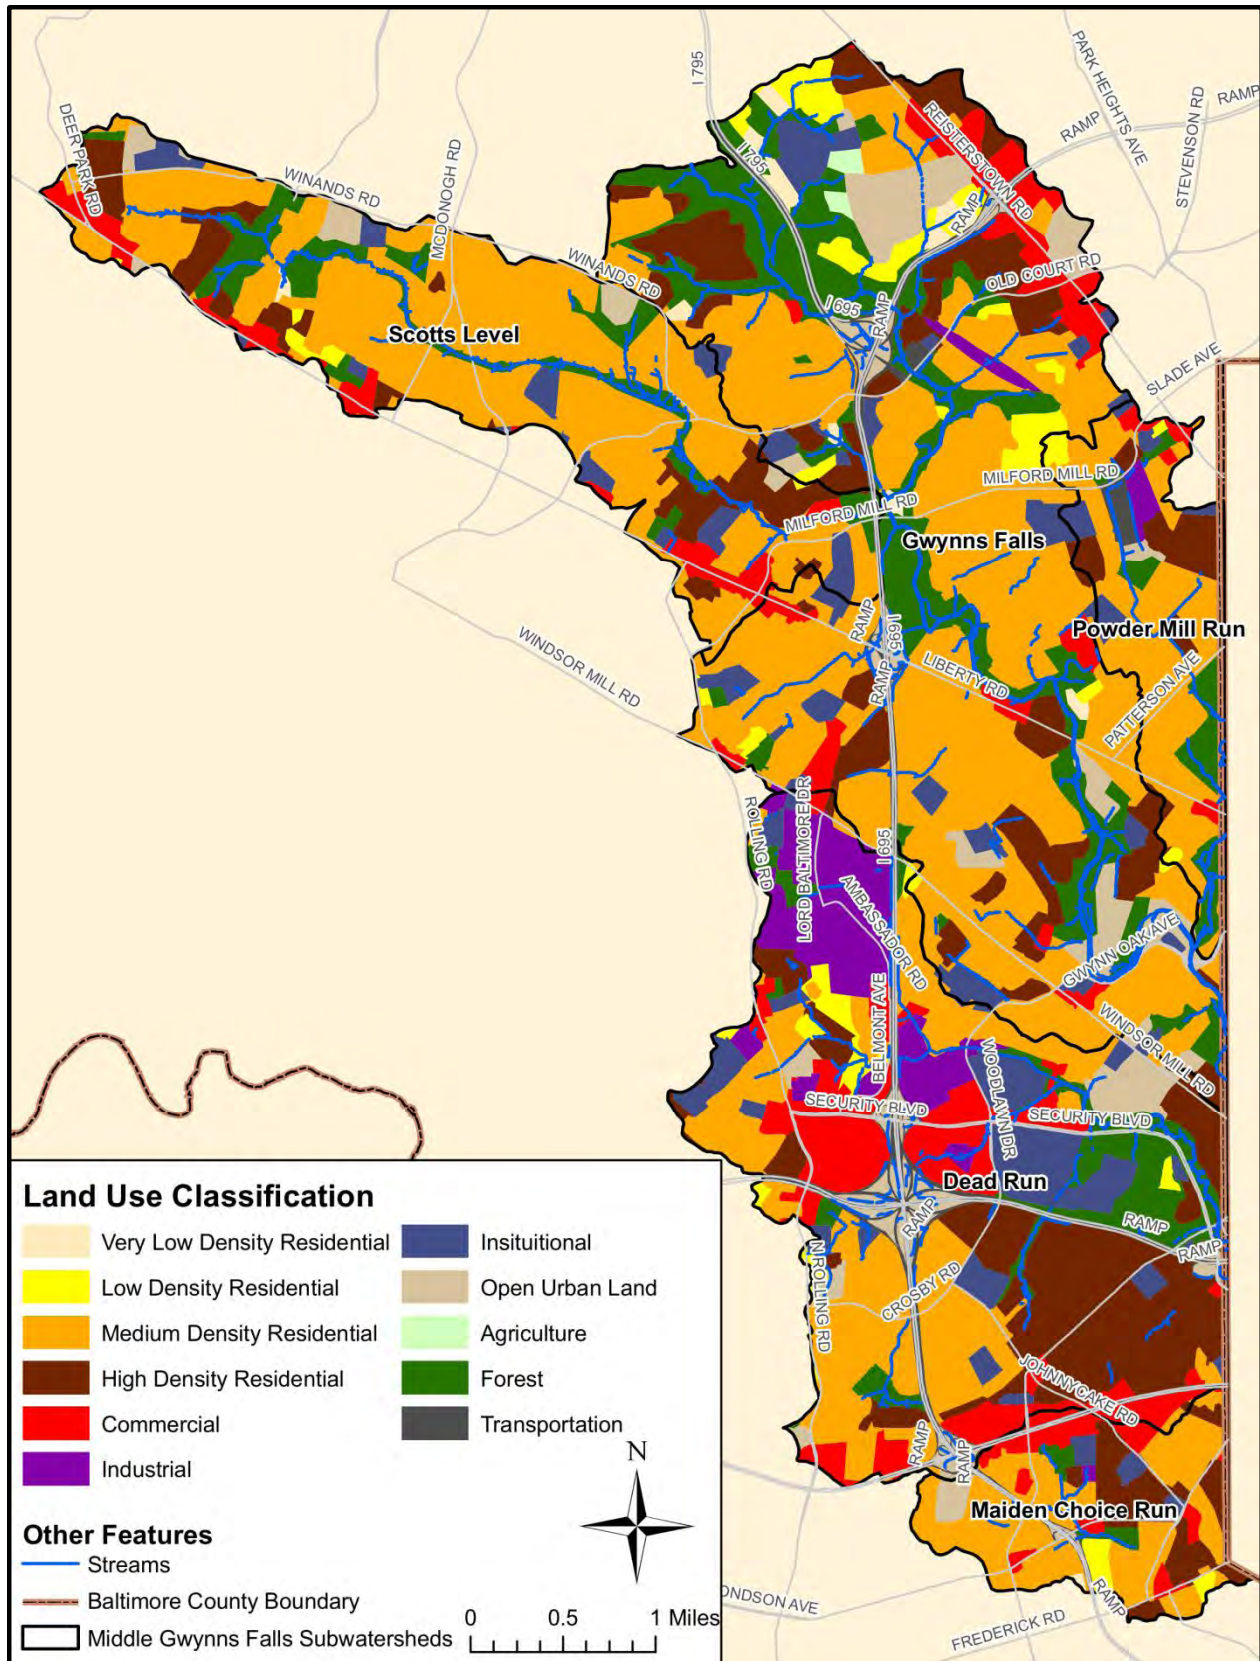 I 795
PARK HEIGHTS AVE
RAMP
STEVENSON RD
RAMP
DEER PARK RD
REISTERSTOWN RD
I 795
WINANDS RD
MCDONOGH RD
RAMP
WINANDS RD
OLD COURT RD
I 695
RAMP
Scotts Level
SLADE AVE
MILFORD MILL RD
MILFORD MILL RD
Gwynns Falls
RAMP
I 695
Powder Mill Run
WINDSOR MILL RD
RAMP
LIBERTY RD
PATTERSON AVE
LORD BALTIMORE DR
ROLLING RD
I 695
AMBASSADOR RD
GWYNN OAK AVE
BELMONT AVE
WINDSOR MILL RD
WOODLAWN DR
SECURITY BLVD
SECURITY BLVD
Dead Run
RAMP
RAMP
RAMP
N ROLLING RD
CROSBY RD
JOHNNYCAKE RD
RAMP
RAMP
Maiden Choice Run
RAMP
ONDSON AVE
FREDERICK RD
Land Use Classification
Very Low Density Residential
Low Density Residential
Medium Density Residential
High Density Residential
Commercial
Industrial
Insituitional
Open Urban Land
Agriculture
Forest
Transportation
N
Other Features
Streams
Baltimore County Boundary
Middle Gwynns Falls Subwatersheds
0 0.5 1 Miles